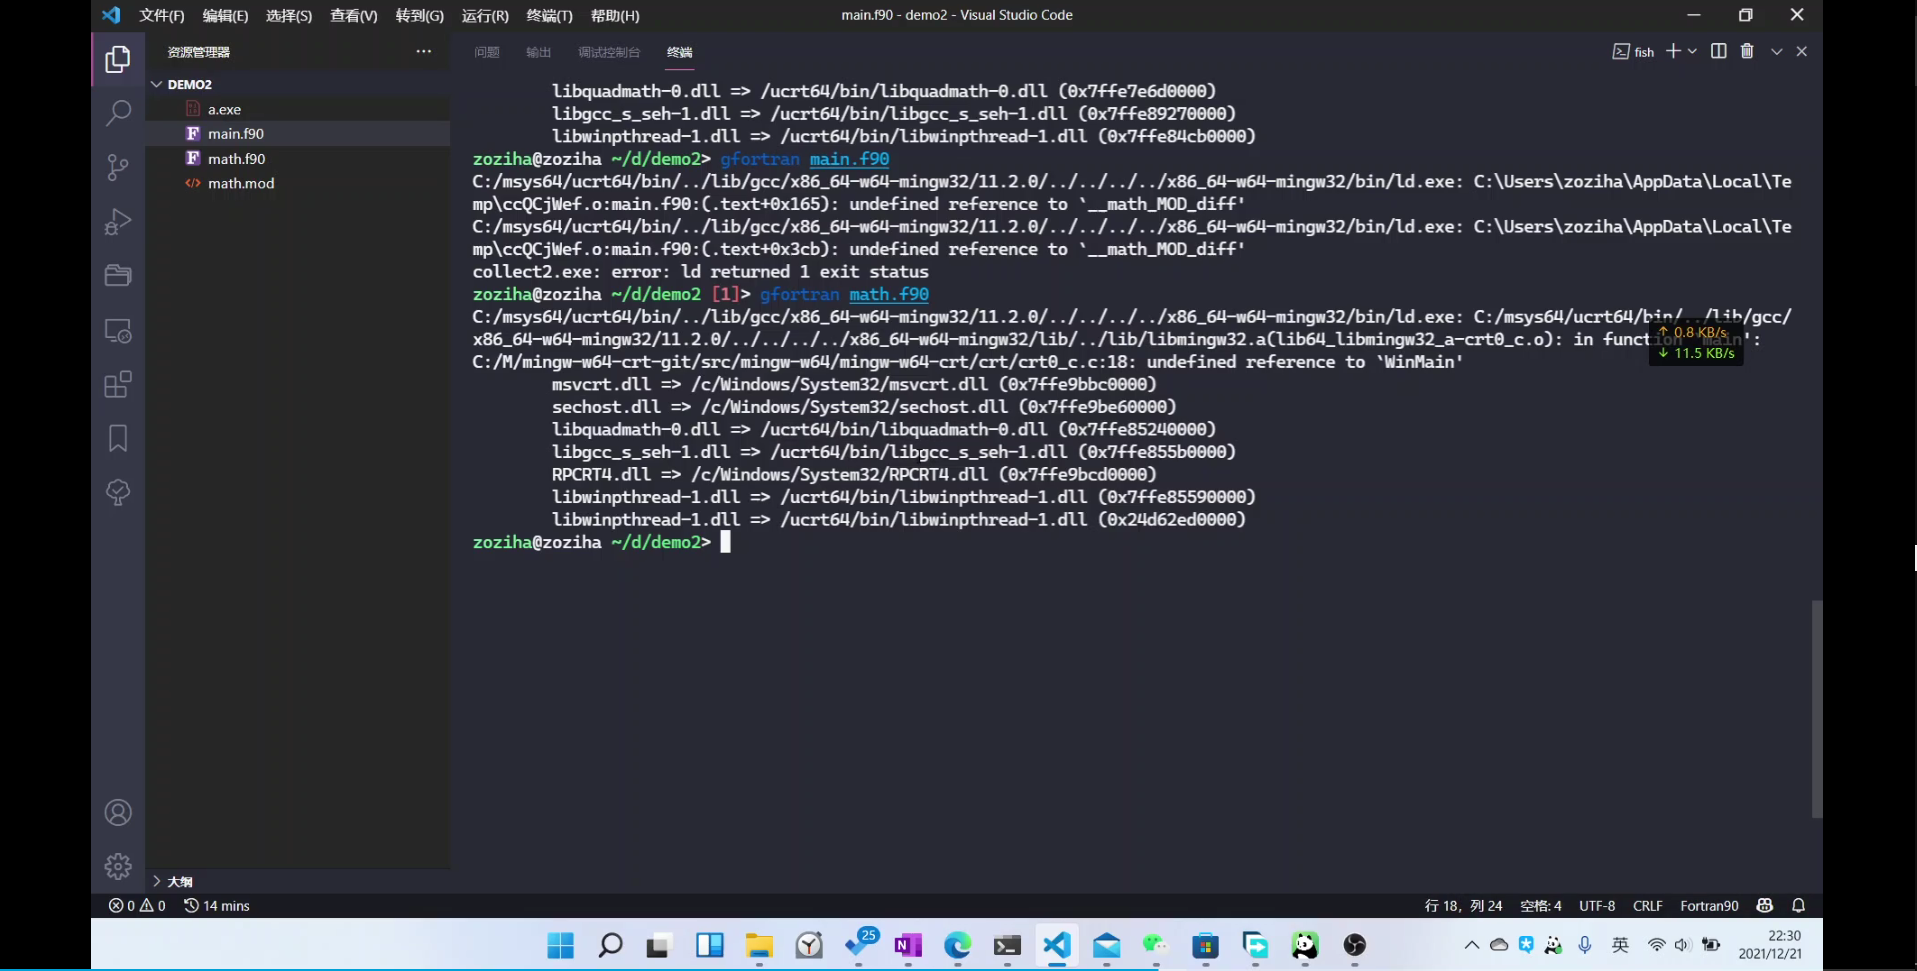 文件(F) 编辑(E) 选择(S) 查看(V) 转到(G) 运行(R) 终端(T) 帮助(H)
main.f90 - demo2 - Visual Studio Code
资源管理器
DEMO2
a.exe
main.f90
math.f90
math.mod
大纲
问题 输出 调试控制台 终端
fish
libquadmath-0.dll => /ucrt64/bin/libquadmath-0.dll (0x7ffe7e6d0000)
libgcc_s_seh-1.dll => /ucrt64/bin/libgcc_s_seh-1.dll (0x7ffe89270000)
libwinpthread-1.dll => /ucrt64/bin/libwinpthread-1.dll (0x7ffe84cb0000)
zoziha@zoziha ~/d/demo2> gfortran main.f90
C:/msys64/ucrt64/bin/../lib/gcc/x86_64-w64-mingw32/11.2.0/../../../../x86_64-w64-mingw32/bin/ld.exe: C:\Users\zoziha\AppData\Local\Te
mp\ccQCjWef.o:main.f90:(.text+0x165): undefined reference to `__math_MOD_diff'
C:/msys64/ucrt64/bin/../lib/gcc/x86_64-w64-mingw32/11.2.0/../../../../x86_64-w64-mingw32/bin/ld.exe: C:\Users\zoziha\AppData\Local\Te
mp\ccQCjWef.o:main.f90:(.text+0x3cb): undefined reference to `__math_MOD_diff'
collect2.exe: error: ld returned 1 exit status
zoziha@zoziha ~/d/demo2 [1]> gfortran math.f90
C:/msys64/ucrt64/bin/../lib/gcc/x86_64-w64-mingw32/11.2.0/../../../../x86_64-w64-mingw32/bin/ld.exe: C:/msys64/ucrt64/bin/../lib/gcc/
x86_64-w64-mingw32/11.2.0/../../../../x86_64-w64-mingw32/lib/../lib/libmingw32.a(lib64_libmingw32_a-crt0_c.o): in function `main':
C:/M/mingw-w64-crt-git/src/mingw-w64/mingw-w64-crt/crt/crt0_c.c:18: undefined reference to `WinMain'
msvcrt.dll => /c/Windows/System32/msvcrt.dll (0x7ffe9bbc0000)
sechost.dll => /c/Windows/System32/sechost.dll (0x7ffe9be60000)
libquadmath-0.dll => /ucrt64/bin/libquadmath-0.dll (0x7ffe85240000)
libgcc_s_seh-1.dll => /ucrt64/bin/libgcc_s_seh-1.dll (0x7ffe855b0000)
RPCRT4.dll => /c/Windows/System32/RPCRT4.dll (0x7ffe9bcd0000)
libwinpthread-1.dll => /ucrt64/bin/libwinpthread-1.dll (0x7ffe85590000)
libwinpthread-1.dll => /ucrt64/bin/libwinpthread-1.dll (0x24d62ed0000)
zoziha@zoziha ~/d/demo2>
↑ 0.8 KB/s
↓ 11.5 KB/s
0 0 14 mins
行 18，列 24 空格: 4 UTF-8 CRLF Fortran90
25
英
22:30
2021/12/21